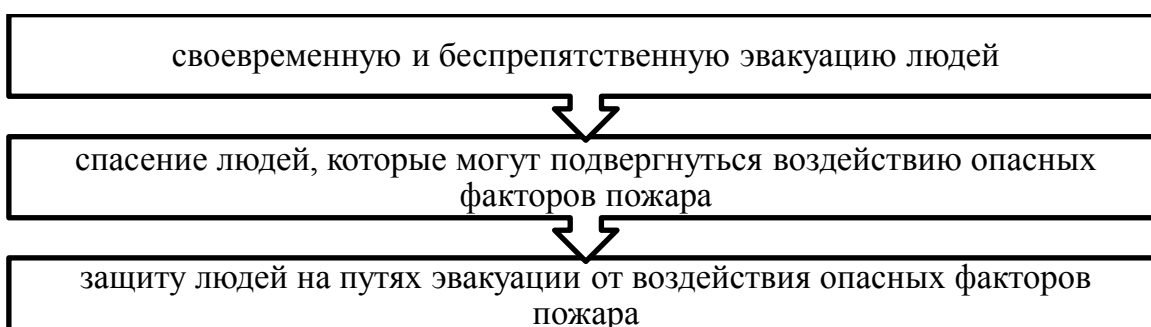 своевременную и беспрепятственную эвакуацию людей
спасение людей, которые могут подвергнуться воздействию опасных
факторов пожара
защиту людей на путях эвакуации от воздействия опасных факторов
пожара